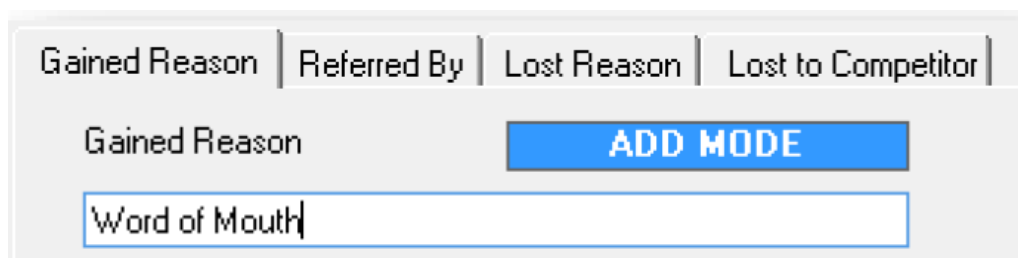 Gained Reason Referred By Lost Reason Lost to Competitor
Gained Reason ADD MODE
Word of Mouth